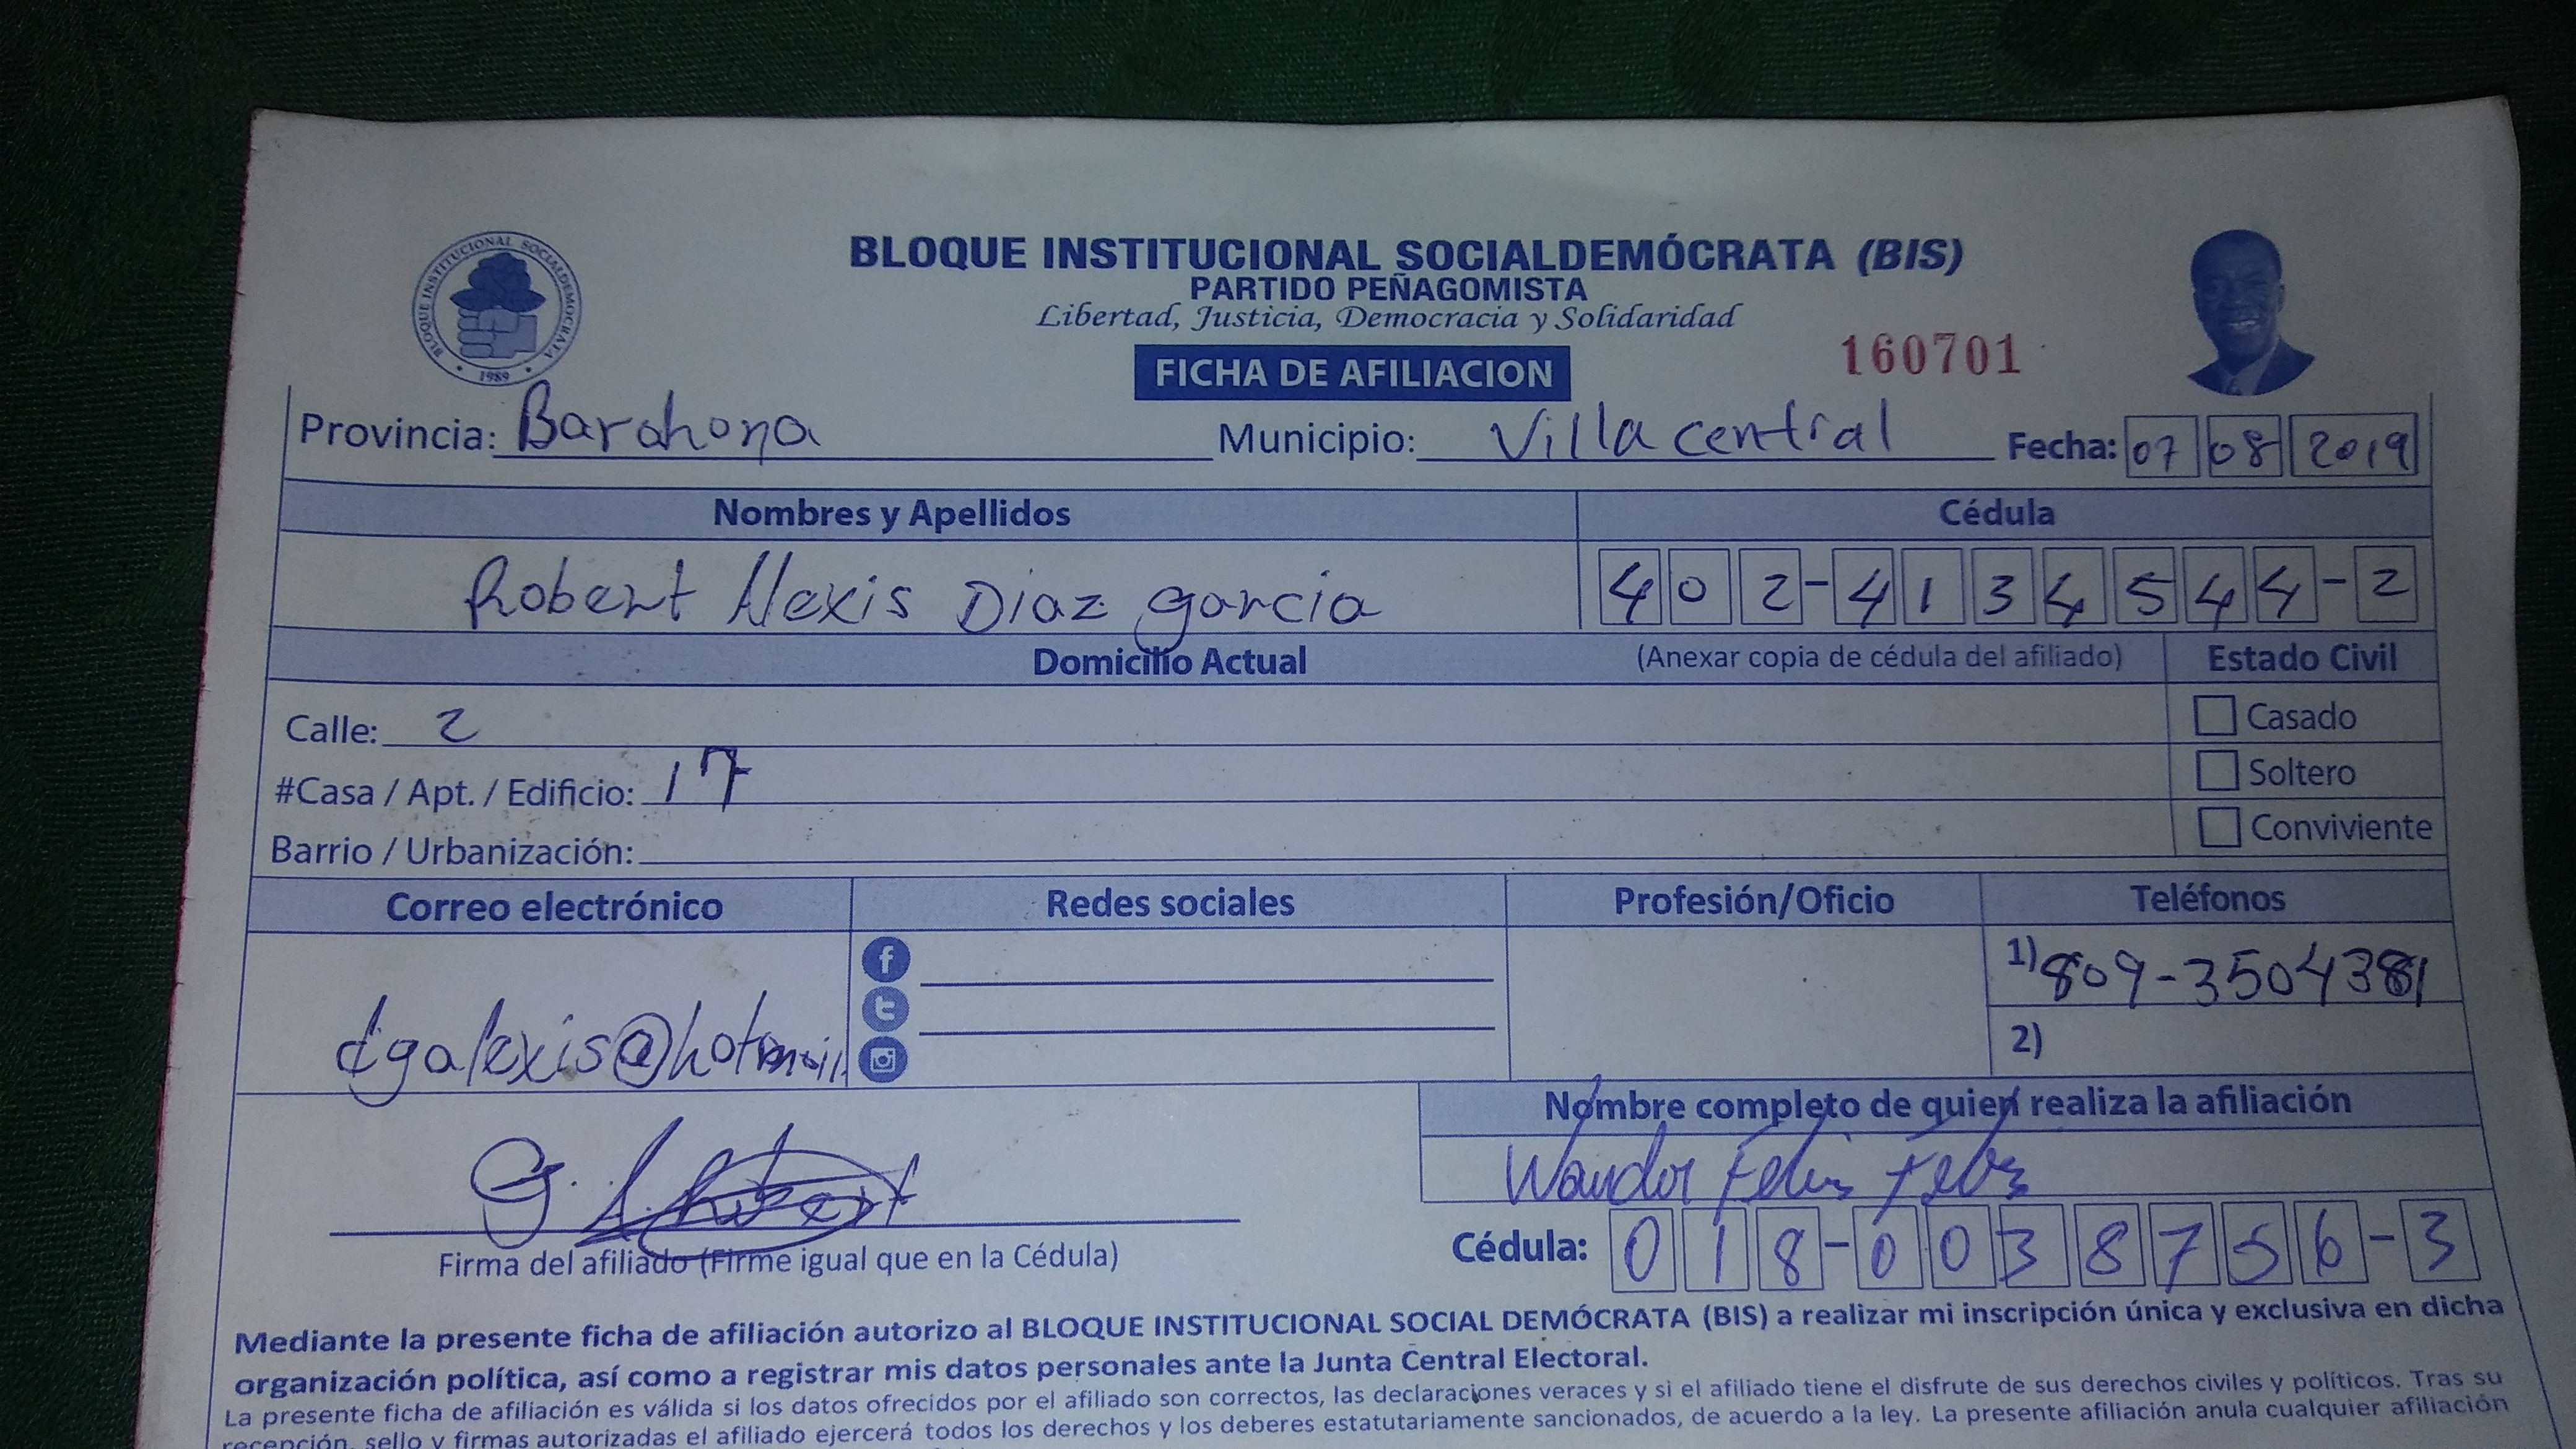 BLOQUE INSTITUCIONAL SOCIALDEMOCRATA
1989
BLOQUE INSTITUCIONAL SOCIALDEMÓCRATA (BIS)
PARTIDO PEÑAGOMISTA
Libertad, Justicia, Democracia y Solidaridad
160701
FICHA DE AFILIACION
Provincia: Barahona Municipio: Villa central Fecha: 07 08 2019
Nombres y Apellidos Cédula
Robert Alexis Diaz garcia 402-4134544-2
Domicilio Actual (Anexar copia de cédula del afiliado) Estado Civil
Calle: 2 Casado
#Casa / Apt. / Edificio: 17 Soltero
Barrio / Urbanización: Conviviente
Correo electrónico Redes sociales Profesión/Oficio Teléfonos
1) 809-3504381
dgalexis@hotmail. 2)
Nombre completo de quien realiza la afiliación
Feliz
Firma del afiliado (Firme igual que en la Cédula) Cédula: 018-0038756-3
Mediante la presente ficha de afiliación autorizo al BLOQUE INSTITUCIONAL SOCIAL DEMÓCRATA (BIS) a realizar mi inscripción única y exclusiva en dicha
organización política, así como a registrar mis datos personales ante la Junta Central Electoral.
La presente ficha de afiliación es válida si los datos ofrecidos por el afiliado son correctos, las declaraciones veraces y si el afiliado tiene el disfrute de sus derechos civiles y políticos. Tras su
recepción, sello y firmas autorizadas el afiliado ejercerá todos los derechos y los deberes estatutariamente sancionados, de acuerdo a la ley. La presente afiliación anula cualquier afiliación